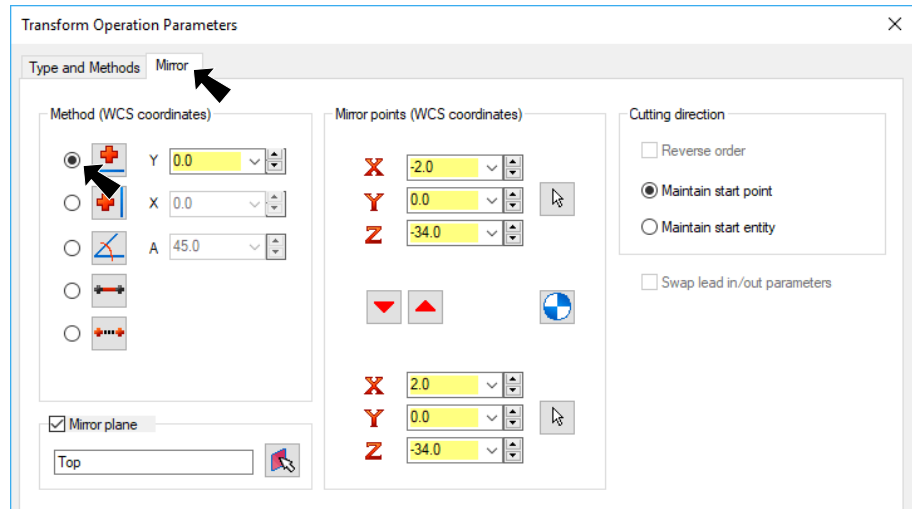 Transform Operation Parameters
Type and Methods Mirror
Method (WCS coordinates)
Y 0.0
X 0.0
A 45.0
Mirror plane
Top
Mirror points (WCS coordinates)
X -2.0
Y 0.0
Z -34.0
X 2.0
Y 0.0
Z -34.0
Cutting direction
Reverse order
Maintain start point
Maintain start entity
Swap lead in/out parameters